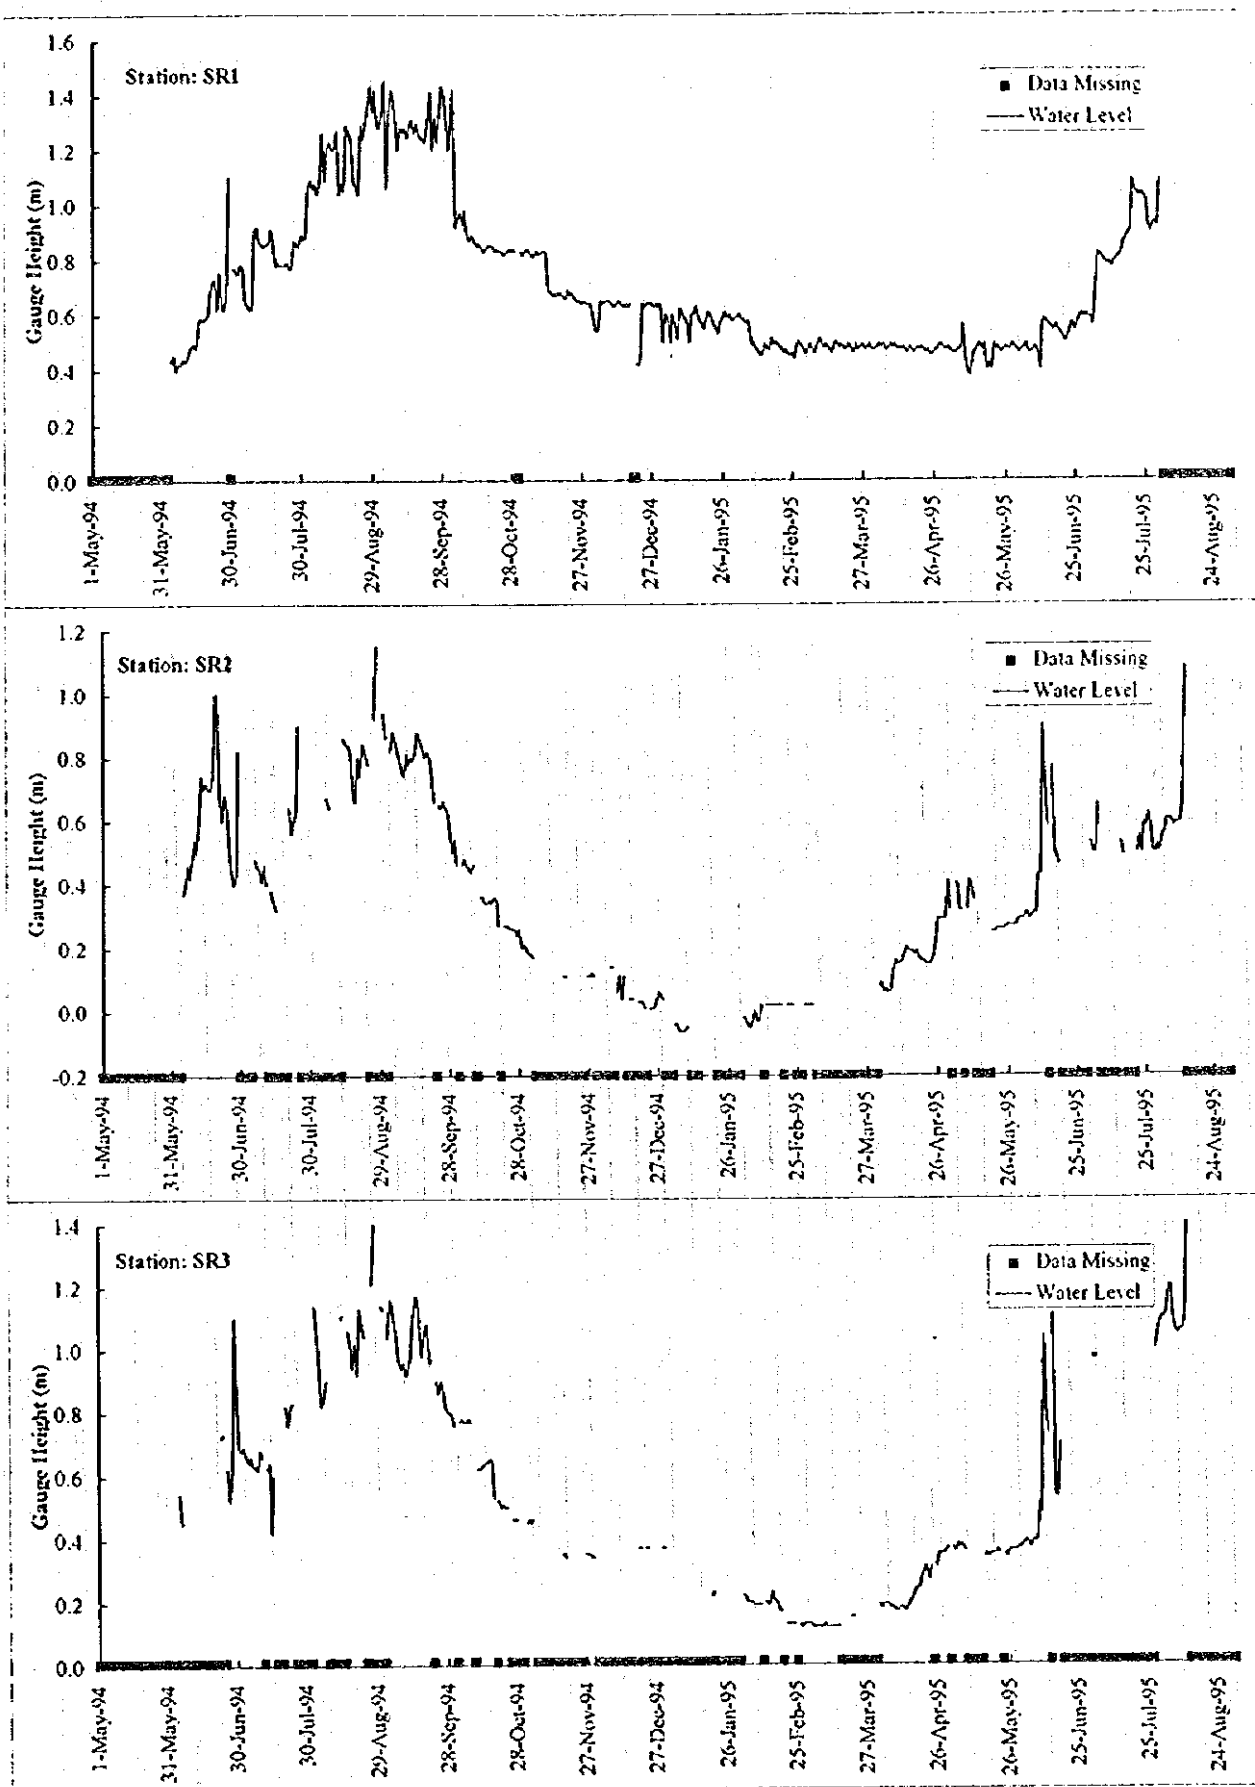 1.6
Station: SR1
Data Missing
Water Level
1.4
1.2
1.0
0.8
0.6
0.4
0.2
0.0
Gauge Height (m)
1-May-94
31-May-94
30-Jun-94
30-Jul-94
29-Aug-94
28-Sep-94
28-Oct-94
27-Nov-94
27-Dec-94
26-Jan-95
25-Feb-95
27-Mar-95
26-Apr-95
26-May-95
25-Jun-95
25-Jul-95
24-Aug-95
1.2
Station: SR2
Data Missing
Water Level
1.0
0.8
0.6
0.4
0.2
0.0
-0.2
Gauge Height (m)
1-May-94
31-May-94
30-Jun-94
30-Jul-94
29-Aug-94
28-Sep-94
28-Oct-94
27-Nov-94
27-Dec-94
26-Jan-95
25-Feb-95
27-Mar-95
26-Apr-95
26-May-95
25-Jun-95
25-Jul-95
24-Aug-95
1.4
Station: SR3
Data Missing
Water Level
1.2
1.0
0.8
0.6
0.4
0.2
0.0
Gauge Height (m)
1-May-94
31-May-94
30-Jun-94
30-Jul-94
29-Aug-94
28-Sep-94
28-Oct-94
27-Nov-94
27-Dec-94
26-Jan-95
25-Feb-95
27-Mar-95
26-Apr-95
26-May-95
25-Jun-95
25-Jul-95
24-Aug-95